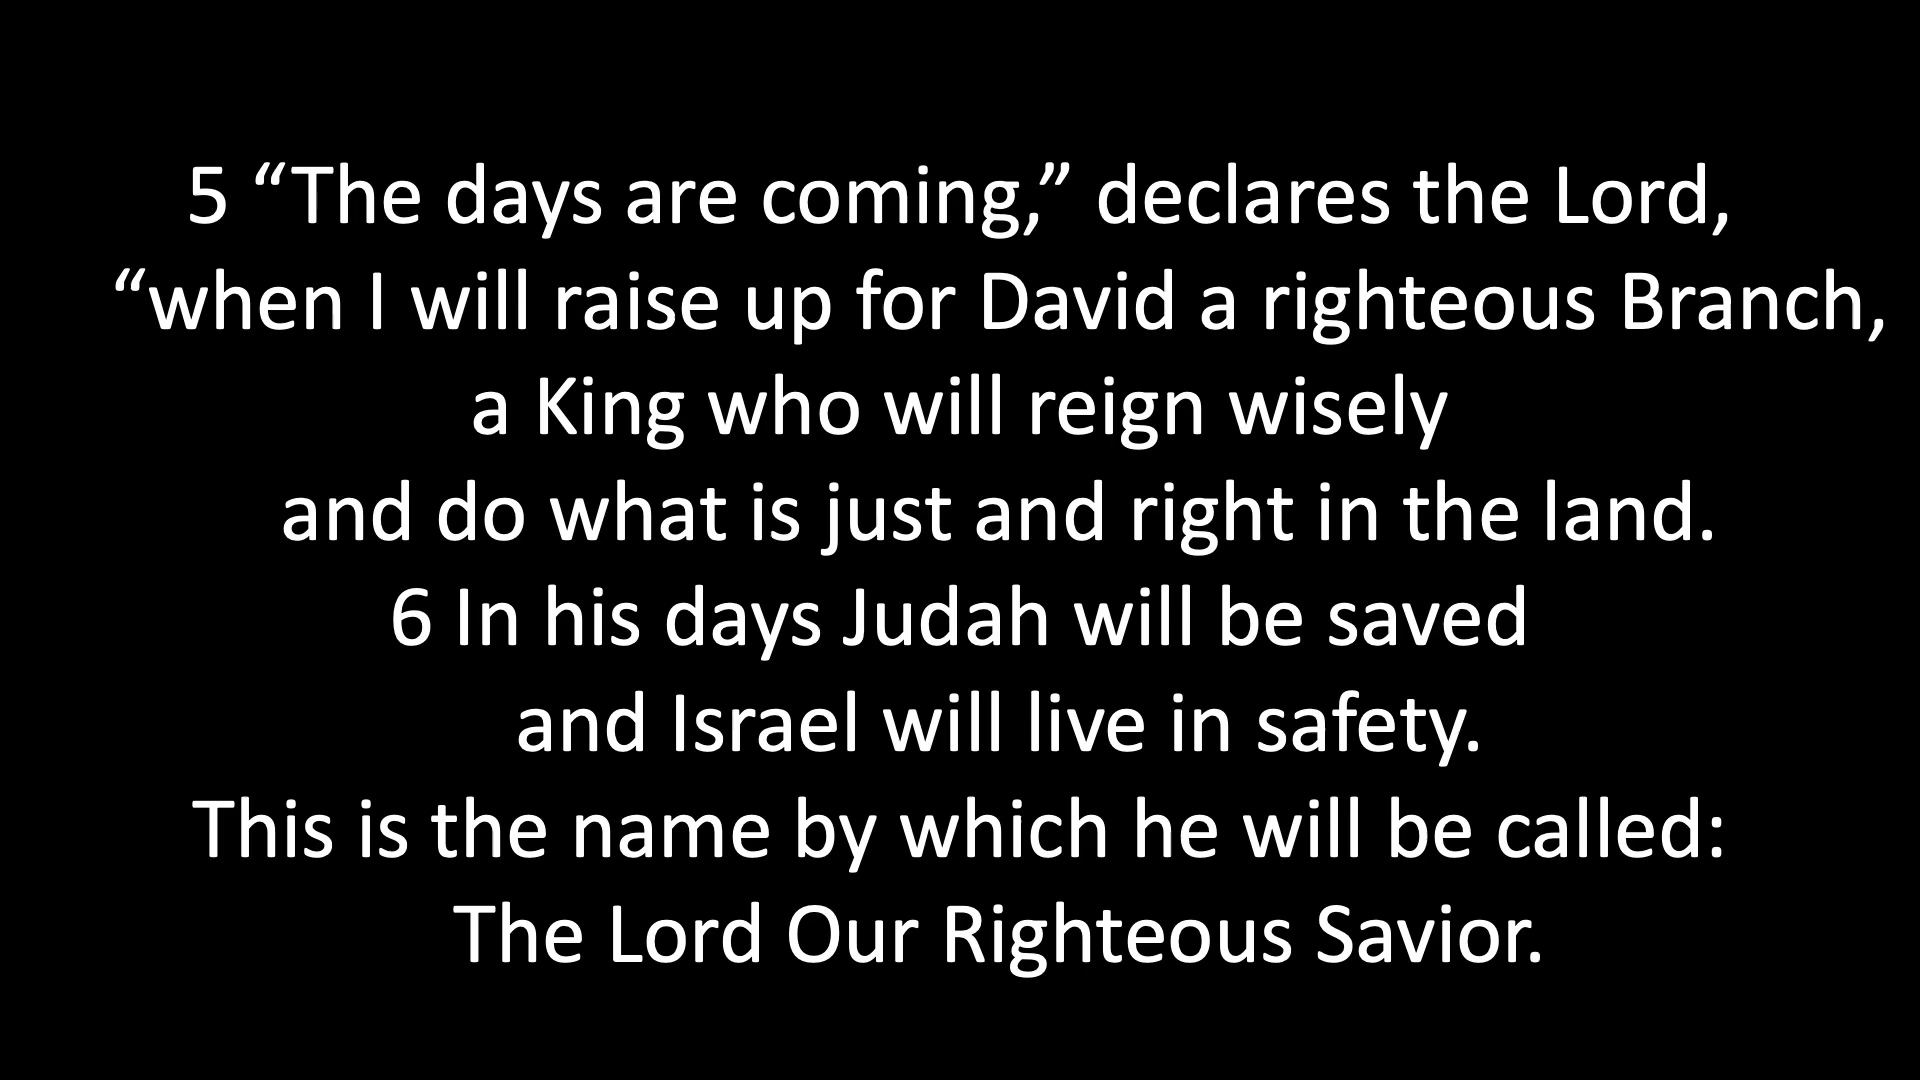 5 “The days are coming,” declares the Lord,
“when I will raise up for David a righteous Branch,
a King who will reign wisely
and do what is just and right in the land.
6 In his days Judah will be saved
and Israel will live in safety.
This is the name by which he will be called:
The Lord Our Righteous Savior.